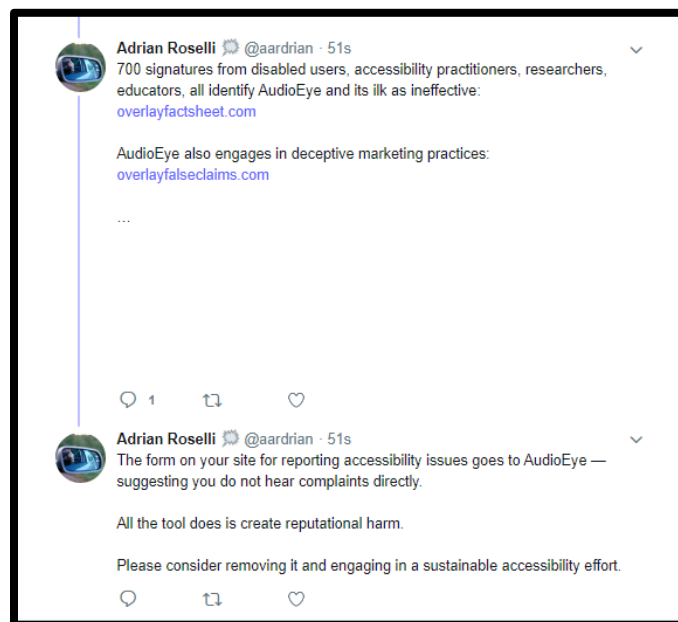 Adrian Roselli @aardrian · 51s
700 signatures from disabled users, accessibility practitioners, researchers,
educators, all identify AudioEye and its ilk as ineffective:
overlayfactsheet.com
AudioEye also engages in deceptive marketing practices:
overlayfalseclaims.com
…
1
Adrian Roselli @aardrian · 51s
The form on your site for reporting accessibility issues goes to AudioEye —
suggesting you do not hear complaints directly.
All the tool does is create reputational harm.
Please consider removing it and engaging in a sustainable accessibility effort.